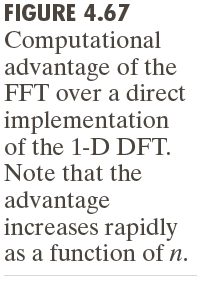 FIGURE 4.67
Computational
advantage of the
FFT over a direct
implementation
of the 1-D DFT.
Note that the
advantage
increases rapidly
as a function of n.